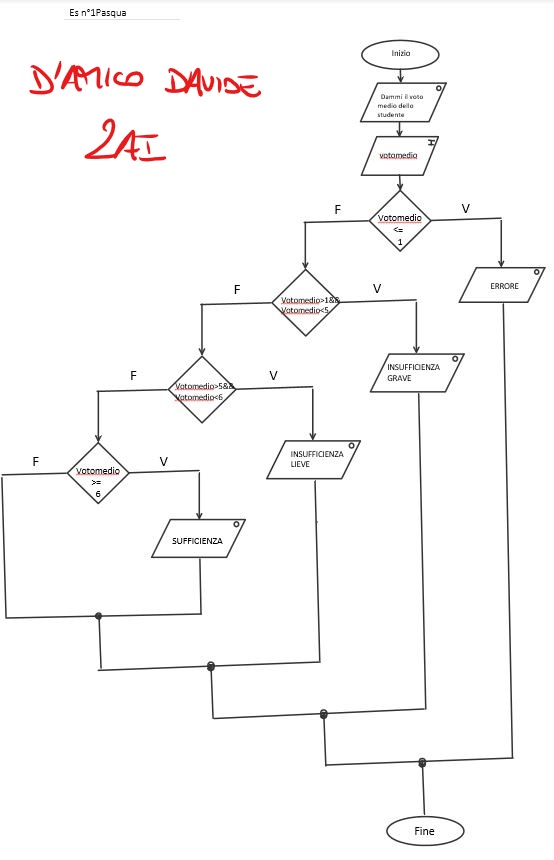 Es n°1Pasqua
D'AMICO DAVIDE
2AI
Inizio
O
Dammi il voto
medio dello
studente
I
votomedio
F
V
Votomedio
<=
1
O
ERRORE
F
V
Votomedio>1&&
Votomedio<5
O
INSUFFICIENZA
GRAVE
F
V
Votomedio>5&&
Votomedio<6
O
INSUFFICIENZA
LIEVE
F
V
Votomedio
>=
6
O
SUFFICIENZA
Fine